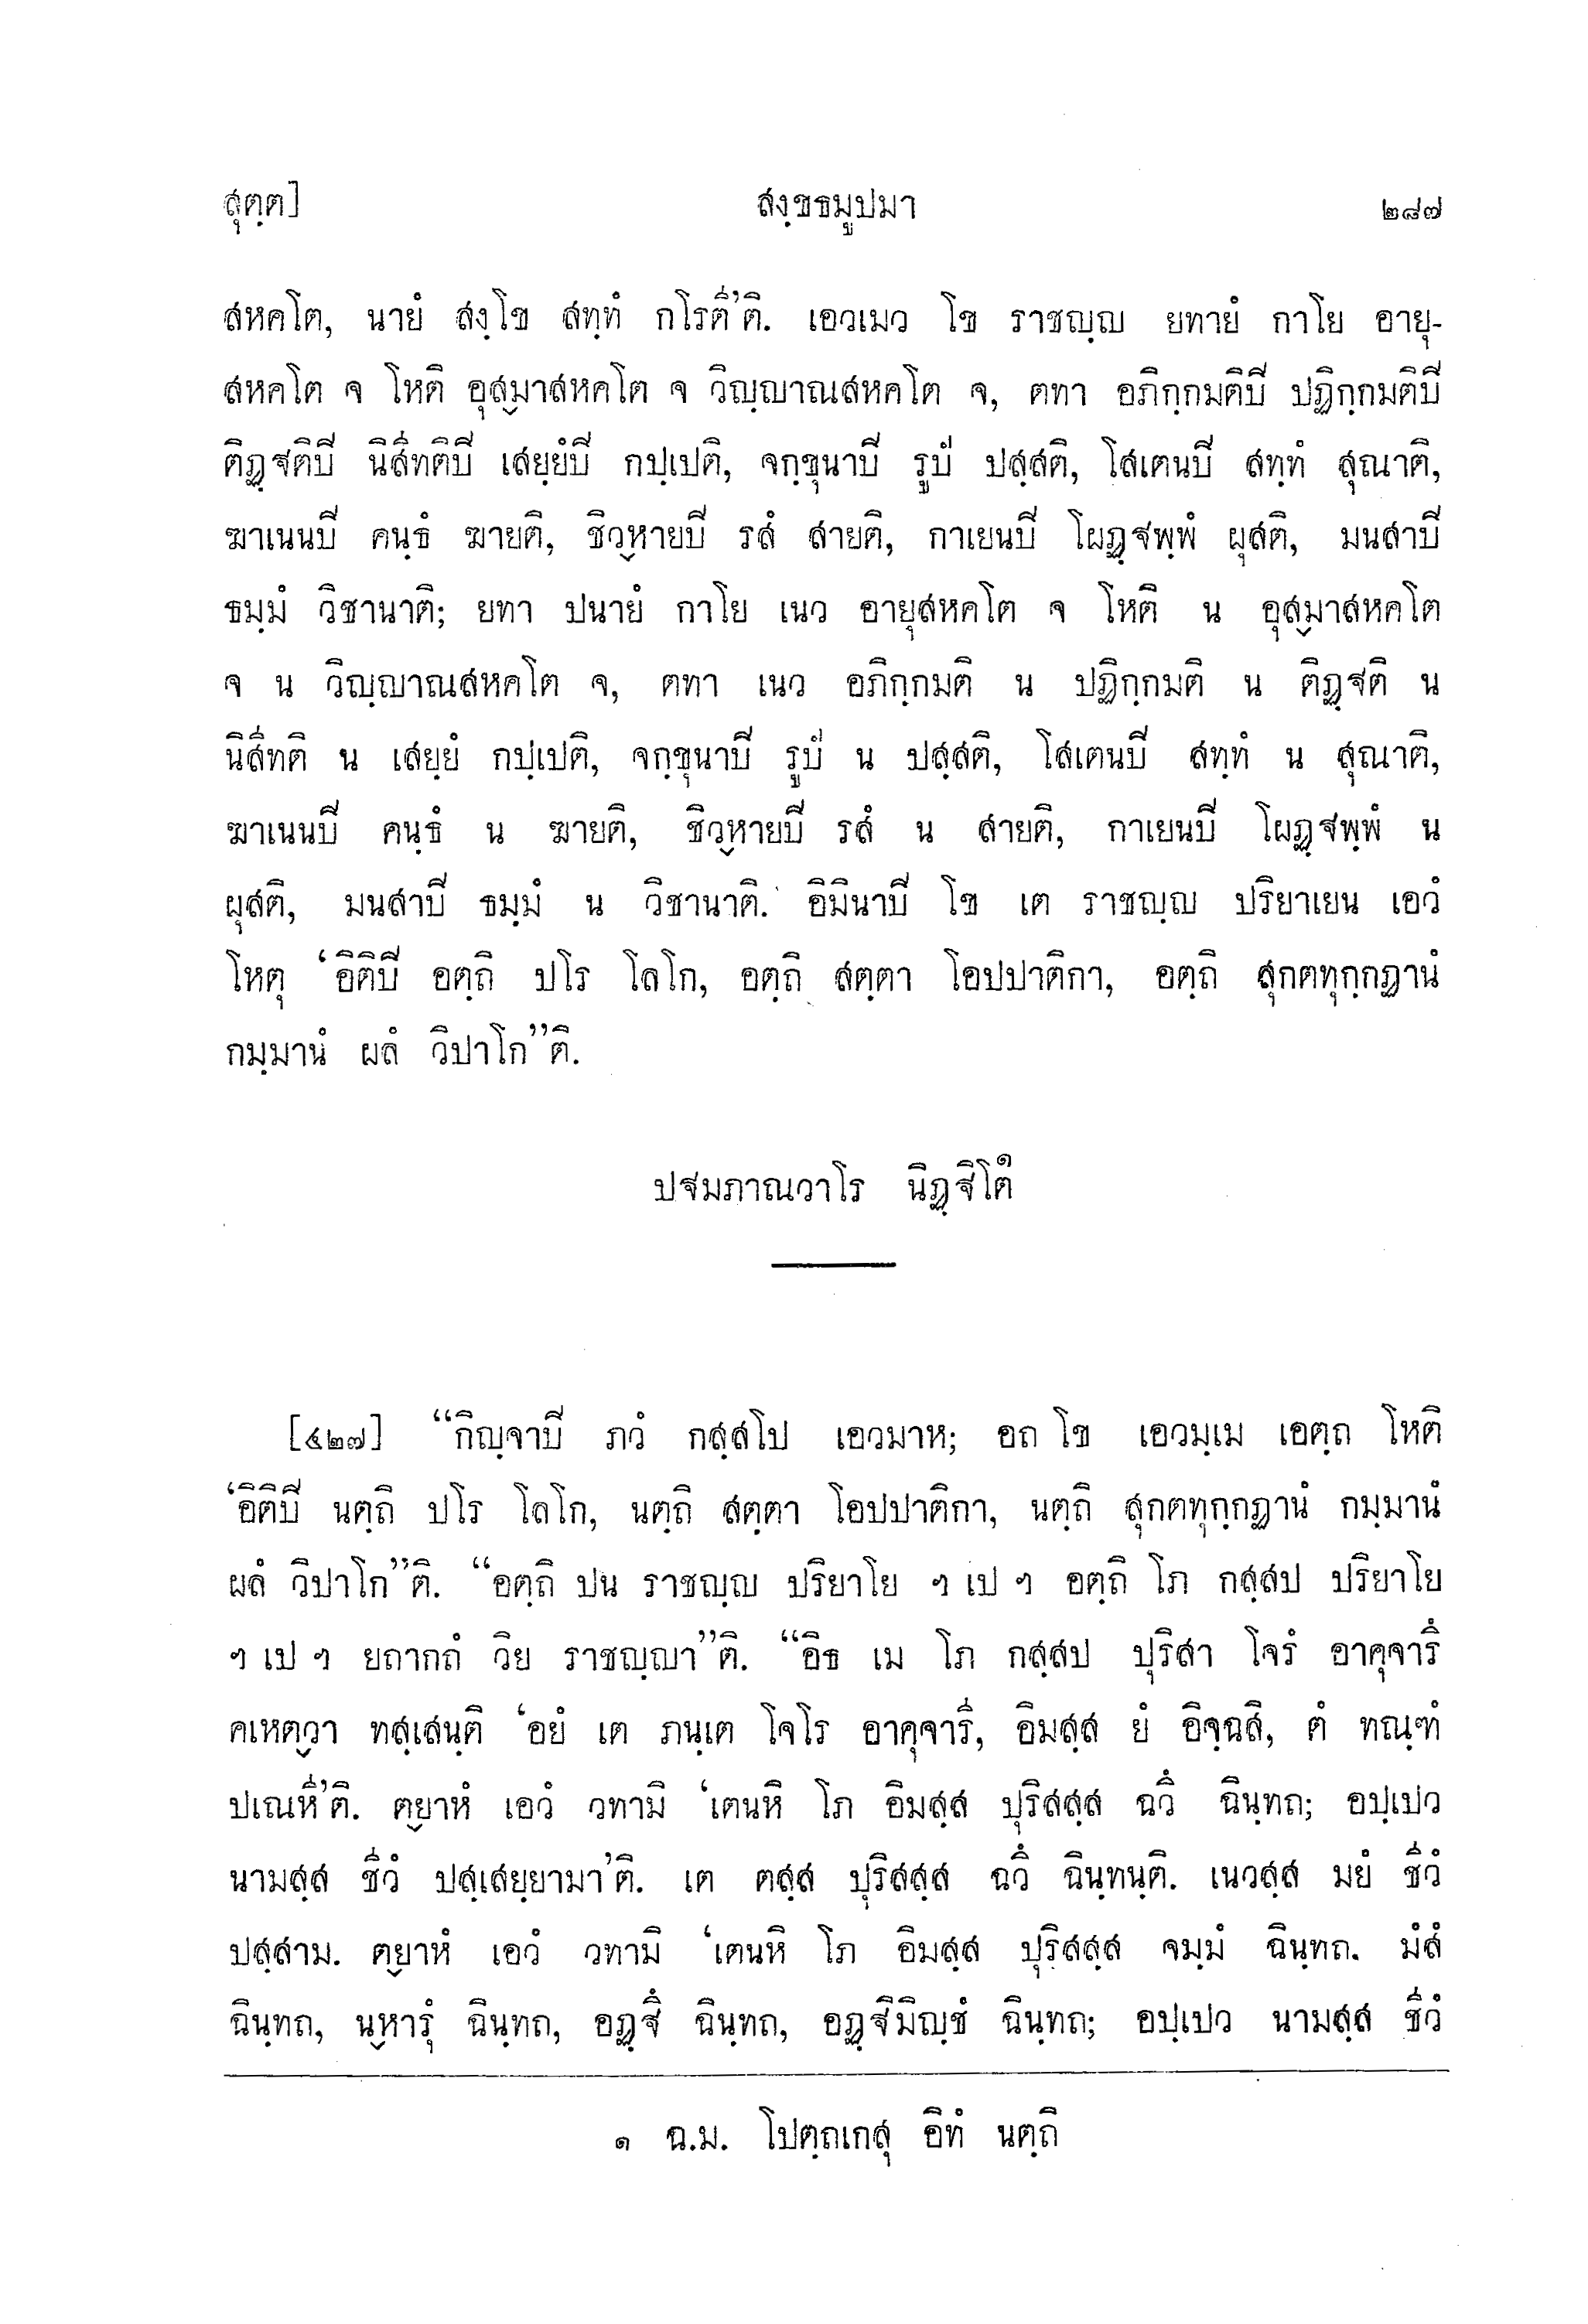 สุตฺต]
สงฺขธมูปมา
๒๘๗
สหคโต, นายํ สงฺโข สทฺทํ กโรตี’ติ. เอวเมว โข ราชญฺญ ยทายํ กาโย อายุ-
สหคโต จ โหติ อุสฺมาสหคโต จ วิญฺญาณสหคโต จ, ตทา อภิกฺกมติปิ ปฏิกฺกมติปิ
ติฏฺฐติปิ นิสีทติปิ เสยฺยํปิ กปฺเปติ, จกฺขุนาปิ รูปํ ปสฺสติ, โสเตนปิ สทฺทํ สุณาติ,
ฆาเนนปิ คนฺธํ ฆายติ, ชิวฺหายปิ รสํ สายติ, กาเยนปิ โผฏฺฐพฺพํ ผุสติ, มนสาปิ
ธมฺมํ วิชานาติ; ยทา ปนายํ กาโย เนว อายุสหคโต จ โหติ น อุสฺมาสหคโต
จ น วิญฺญาณสหคโต จ, ตทา เนว อภิกฺกมติ น ปฏิกฺกมติ น ติฏฺฐติ น
นิสีทติ น เสยฺยํ กปฺเปติ, จกฺขุนาปิ รูปํ น ปสฺสติ, โสเตนปิ สทฺทํ น สุณาติ,
ฆาเนนปิ คนฺธํ น ฆายติ, ชิวฺหายปิ รสํ น สายติ, กาเยนปิ โผฏฺฐพฺพํ น
ผุสติ, มนสาปิ ธมฺมํ น วิชานาติ. อิมินาปิ โข เต ราชญฺญ ปริยาเยน เอวํ
โหตุ ‘อิติปิ อตฺถิ ปโร โลโก, อตฺถิ สตฺตา โอปปาติกา, อตฺถิ สุกตทุกฺกฏานํ
กมฺมานํ ผลํ วิปาโก”ติ.
ปฐมภาณวาโร นิฏฺฐิโต๑
[๔๒๗] “กิญฺจาปิ ภวํ กสฺสโป เอวมาห; อถ โข เอวมฺเม เอตฺถ โหติ
‘อิติปิ นตฺถิ ปโร โลโก, นตฺถิ สตฺตา โอปปาติกา, นตฺถิ สุกตทุกฺกฏานํ กมฺมานํ
ผลํ วิปาโก”ติ. “อตฺถิ ปน ราชญฺญ ปริยาโย ฯ เป ฯ อตฺถิ โภ กสฺสป ปริยาโย
ฯ เป ฯ ยถากถํ วิย ราชญฺญา”ติ. “อิธ เม โภ กสฺสป ปุริสา โจรํ อาคุจารึ
คเหตฺวา ทสฺเสนฺติ ‘อยํ เต ภนฺเต โจโร อาคุจารี, อิมสฺส ยํ อิจฺฉสิ, ตํ ทณฺฑํ
ปเณหี’ติ. ตฺยาหํ เอวํ วทามิ ‘เตนหิ โภ อิมสฺส ปุริสสฺส ฉวึ ฉินฺทถ; อปฺเปว
นามสฺส ชีวํ ปสฺเสยฺยามา’ติ. เต ตสฺส ปุริสสฺส ฉวึ ฉินฺทนฺติ. เนวสฺส มยํ ชีวํ
ปสฺสาม. ตฺยาหํ เอวํ วทามิ ‘เตนหิ โภ อิมสฺส ปุริสสฺส จมฺมํ ฉินฺทถ. มํสํ
ฉินฺทถ, นฺหารุํ ฉินฺทถ, อฏฺฐึ ฉินฺทถ, อฏฺฐิมิญฺชํ ฉินฺทถ; อปฺเปว นามสฺส ชีวํ
๑ ฉ.ม. โปตฺถเกสุ อิทํ นตฺถิ